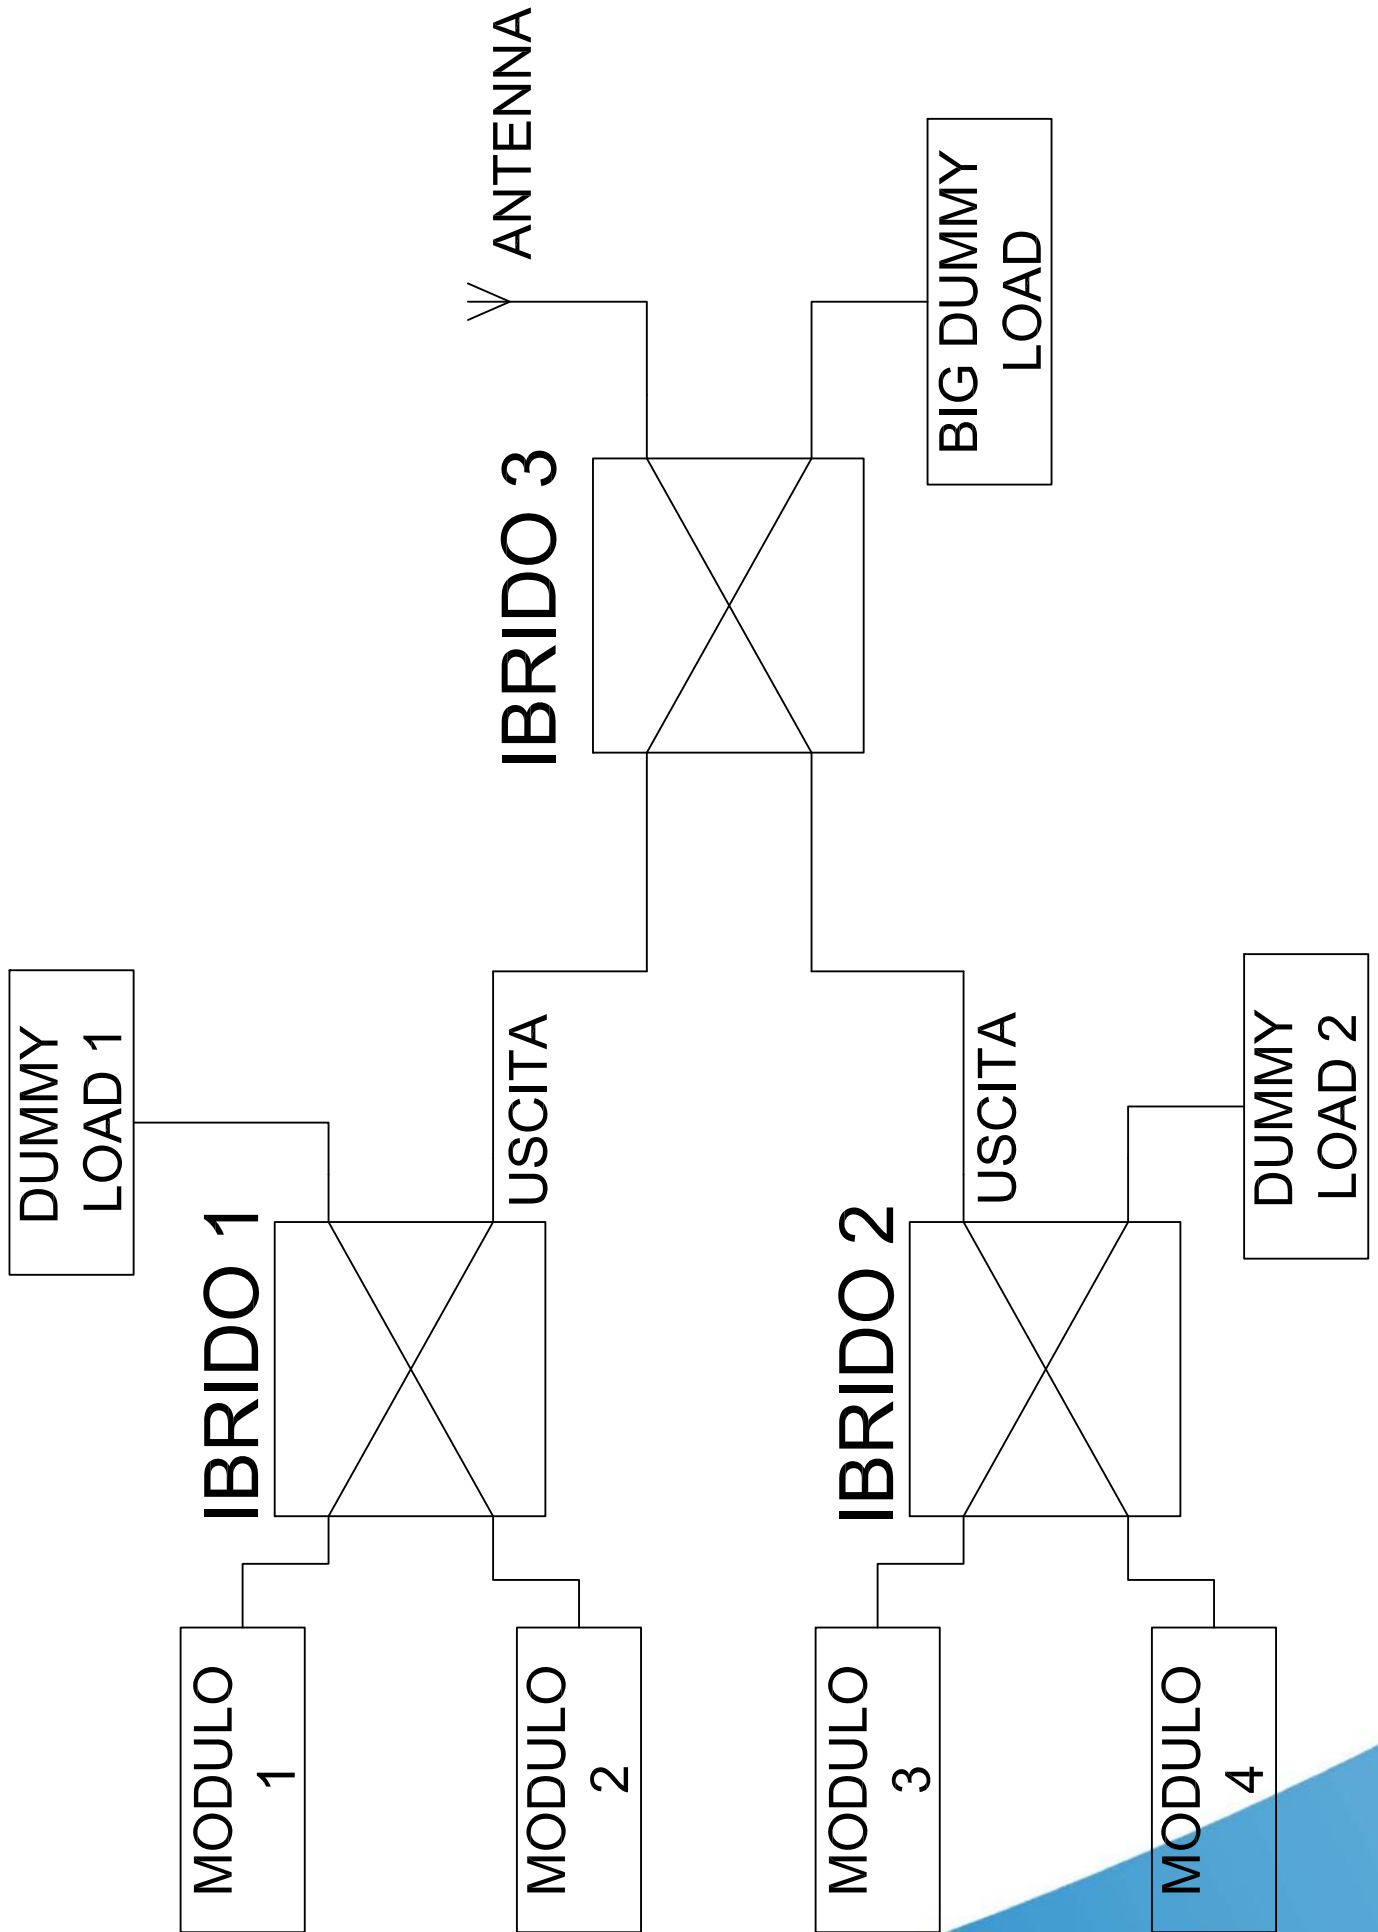 ANTENNA
BIG DUMMY
LOAD
IBRIDO 3
DUMMY
LOAD 1
USCITA
USCITA
DUMMY
LOAD 2
IBRIDO 1
IBRIDO 2
MODULO
1
MODULO
2
MODULO
3
MODULO
4